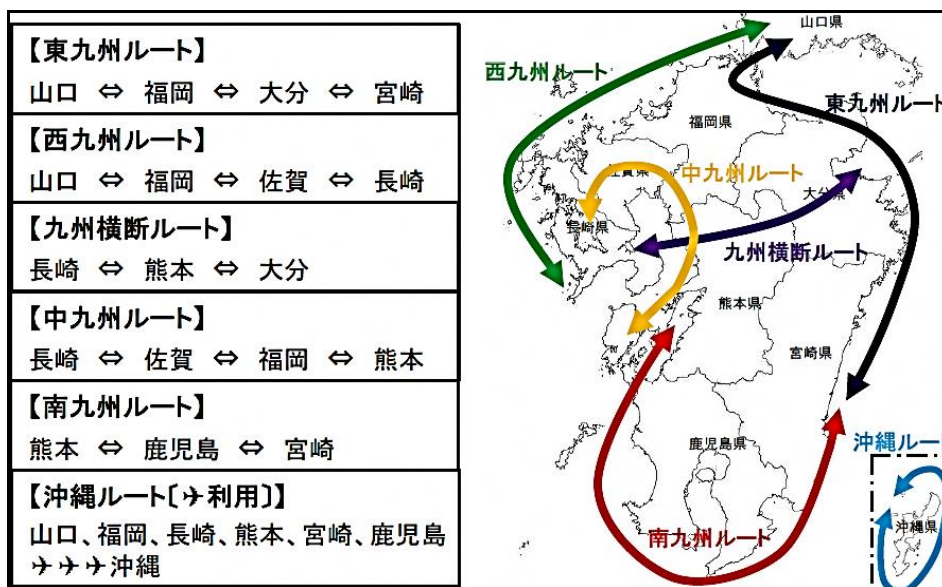 【東九州ルート】
山口 ⇔ 福岡 ⇔ 大分 ⇔ 宮崎
【西九州ルート】
山口 ⇔ 福岡 ⇔ 佐賀 ⇔ 長崎
【九州横断ルート】
長崎 ⇔ 熊本 ⇔ 大分
【中九州ルート】
長崎 ⇔ 佐賀 ⇔ 福岡 ⇔ 熊本
【南九州ルート】
熊本 ⇔ 鹿児島 ⇔ 宮崎
【沖縄ルート〔✈利用〕】
山口、福岡、長崎、熊本、宮崎、鹿児島
✈✈✈沖縄
山口県
西九州ルート
東九州ルート
福岡県
佐賀県
中九州ルート
大分県
長崎県
九州横断ルート
熊本県
宮崎県
鹿児島県
沖縄ルー
沖縄県
南九州ルート